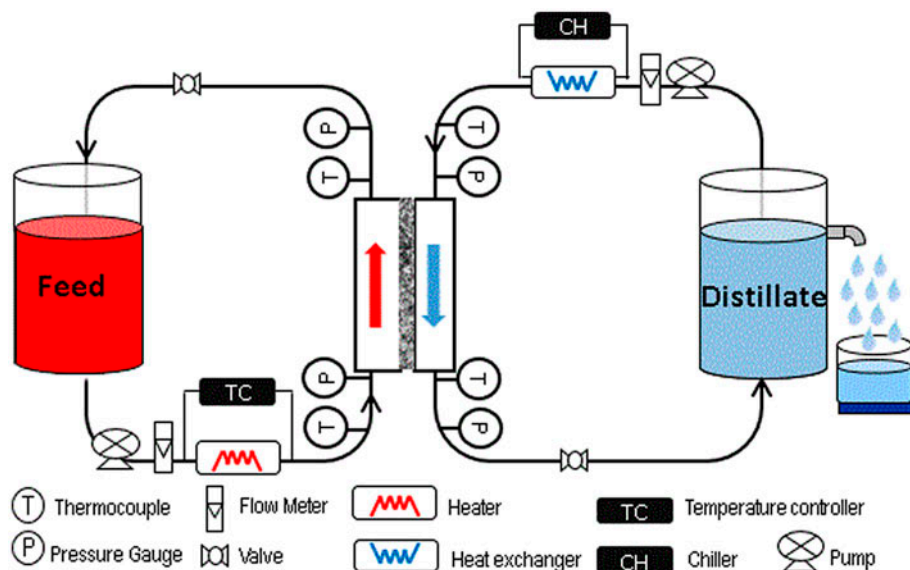 CH
P
T
T
P
Feed
Distillate
P
T
T
P
TC
T Thermocouple Flow Meter Heater TC Temperature controller
P Pressure Gauge Valve Heat exchanger CH Chiller Pump